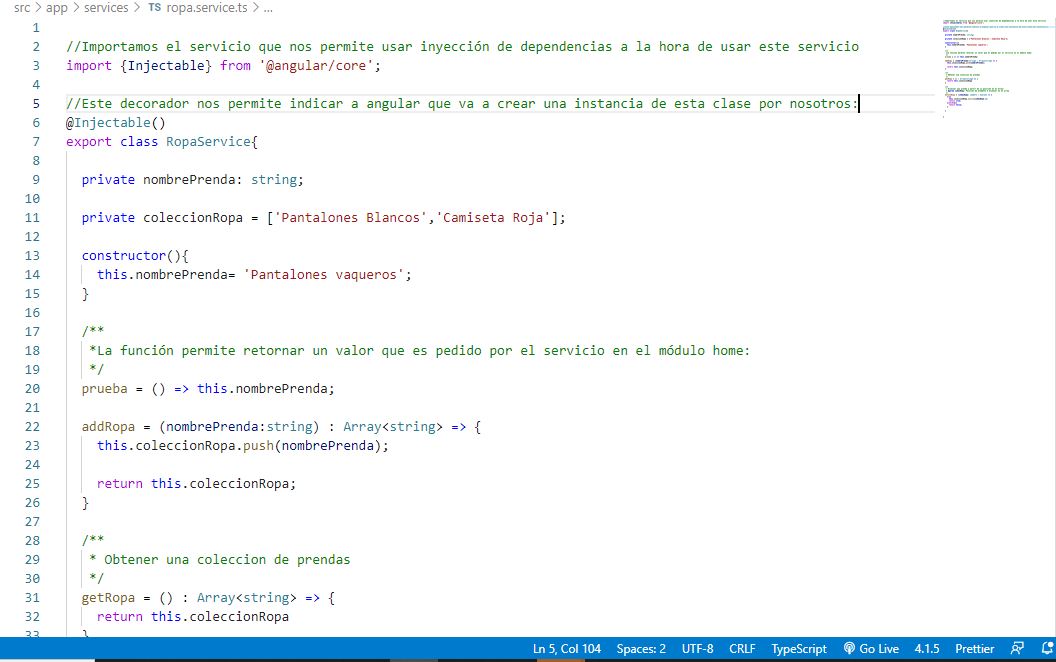 src > app > services > TS ropa.service.ts > ...
1
2 //Importamos el servicio que nos permite usar inyección de dependencias a la hora de usar este servicio
3 import {Injectable} from '@angular/core';
4
5 //Este decorador nos permite indicar a angular que va a crear una instancia de esta clase por nosotros:
6 @Injectable()
7 export class RopaService{
8
9 private nombrePrenda: string;
10
11 private coleccionRopa = ['Pantalones Blancos','Camiseta Roja'];
12
13 constructor(){
14 this.nombrePrenda= 'Pantalones vaqueros';
15 }
16
17 /**
18 *La función permite retornar un valor que es pedido por el servicio en el módulo home:
19 */
20 prueba = () => this.nombrePrenda;
21
22 addRopa = (nombrePrenda:string) : Array<string> => {
23 this.coleccionRopa.push(nombrePrenda);
24
25 return this.coleccionRopa;
26 }
27
28 /**
29 * Obtener una coleccion de prendas
30 */
31 getRopa = () : Array<string> => {
32 return this.coleccionRopa
33 }
Ln 5, Col 104 Spaces: 2 UTF-8 CRLF TypeScript Go Live 4.1.5 Prettier